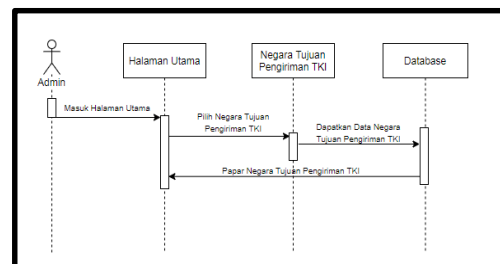 Halaman Utama
Negara Tujuan
Pengiriman TKI
Database
Admin
Masuk Halaman Utama
Pilih Negara Tujuan
Pengiriman TKI
Dapatkan Data Negara
Tujuan Pengiriman TKI
Papar Negara Tujuan Pengiriman TKI